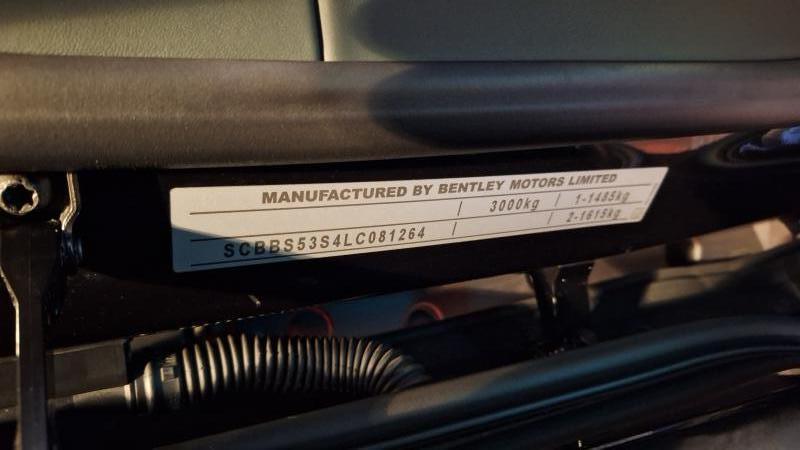 MANUFACTURED BY BENTLEY MOTORS LIMITED
3000kg 1-1485kg
SCBBS53S4LC081264 2-1615kg